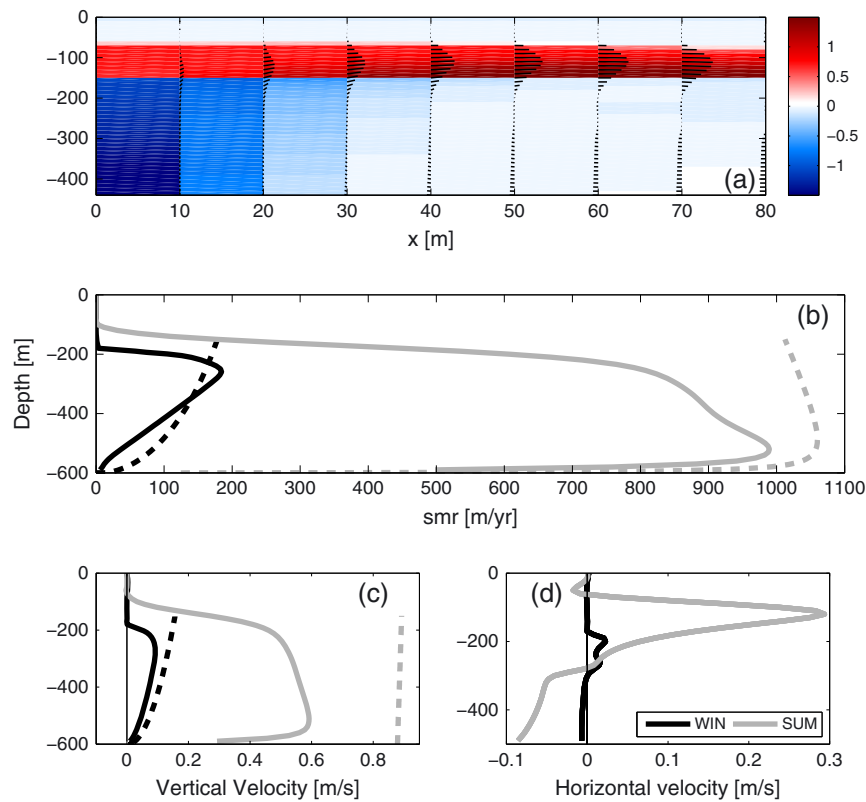 0
−100
−200
−300
−400
(a)
0 10 20 30 40 50 60 70 80
x [m]
1
0.5
0
−0.5
−1
0
−200
−400
−600
Depth [m]
(b)
0 100 200 300 400 500 600 700 800 900 1000 1100
smr [m/yr]
0
−200
−400
−600
(c)
0 0.2 0.4 0.6 0.8
Vertical Velocity [m/s]
0
−200
−400
(d)
WIN SUM
−0.1 0 0.1 0.2 0.3
Horizontal velocity [m/s]